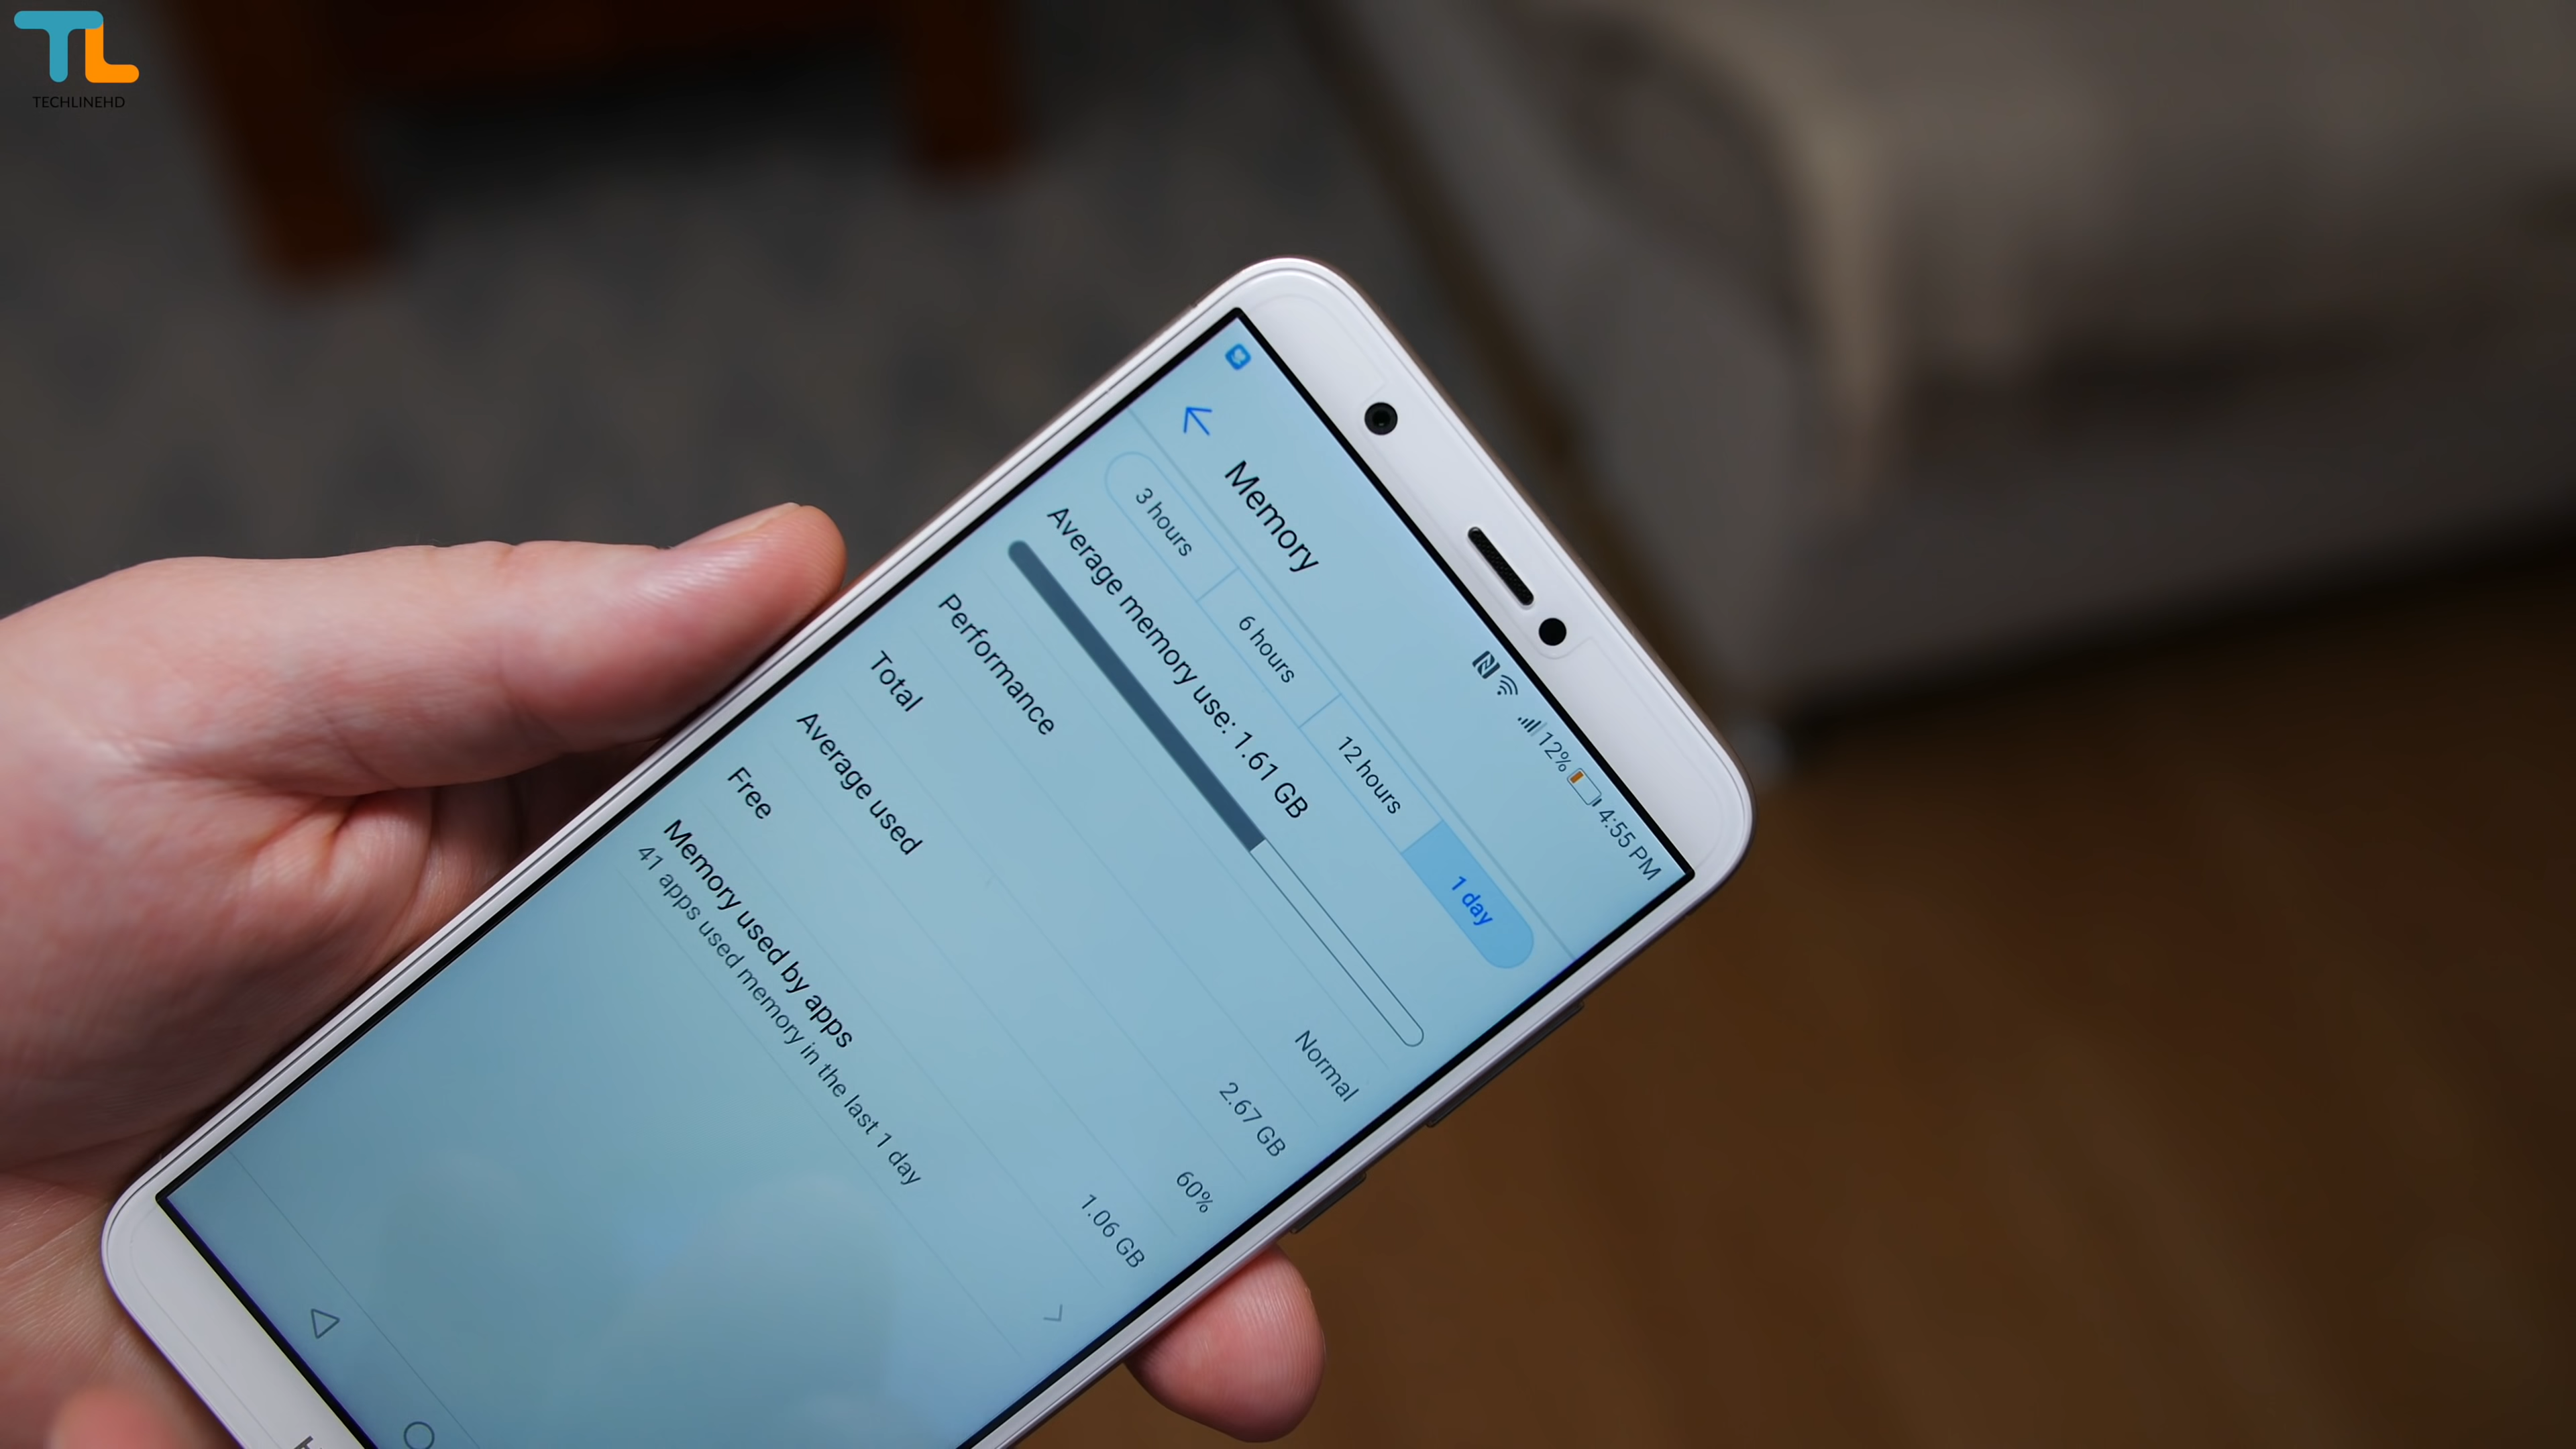 TL
TECHLINEHD
12% 4:55 PM
Memory
3 hours 6 hours 12 hours 1 day
Average memory use: 1.61 GB
Performance Normal
Total 2.67 GB
Average used 60%
Free 1.06 GB
Memory used by apps
41 apps used memory in the last 1 day